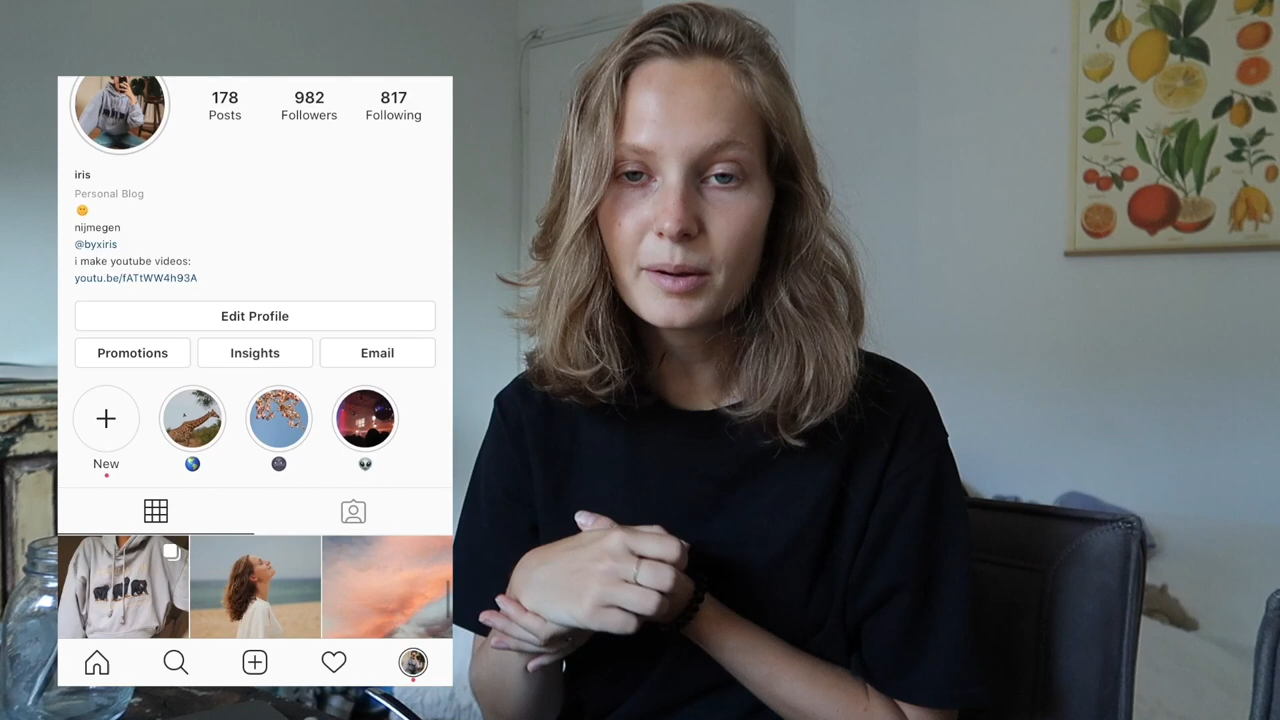 178 982 817
Posts Followers Following
iris
Personal Blog
nijmegen
@byxiris
i make youtube videos:
youtu.be/fATtWW4h93A
Edit Profile
Promotions Insights Email
New